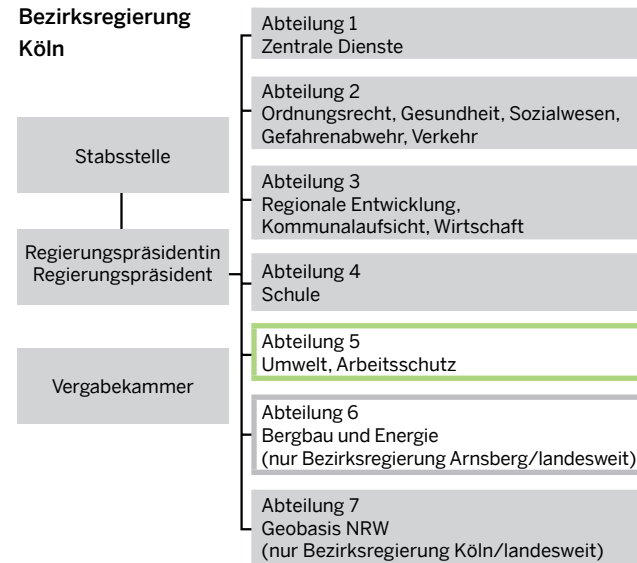 Bezirksregierung
Köln
Stabsstelle
Regierungspräsidentin
Regierungspräsident
Vergabekammer
Abteilung 1
Zentrale Dienste
Abteilung 2
Ordnungsrecht, Gesundheit, Sozialwesen,
Gefahrenabwehr, Verkehr
Abteilung 3
Regionale Entwicklung,
Kommunalaufsicht, Wirtschaft
Abteilung 4
Schule
Abteilung 5
Umwelt, Arbeitsschutz
Abteilung 6
Bergbau und Energie
(nur Bezirksregierung Arnsberg/landesweit)
Abteilung 7
Geobasis NRW
(nur Bezirksregierung Köln/landesweit)